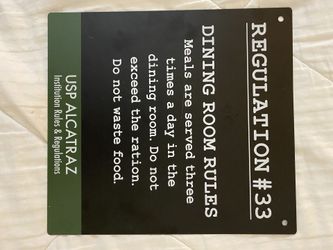 REGULATION #33
DINING ROOM RULES
Meals are served three
times a day in the
dining room. Do not
exceed the ration.
Do not waste food.
USP ALCATRAZ
Institution Rules & Regulations